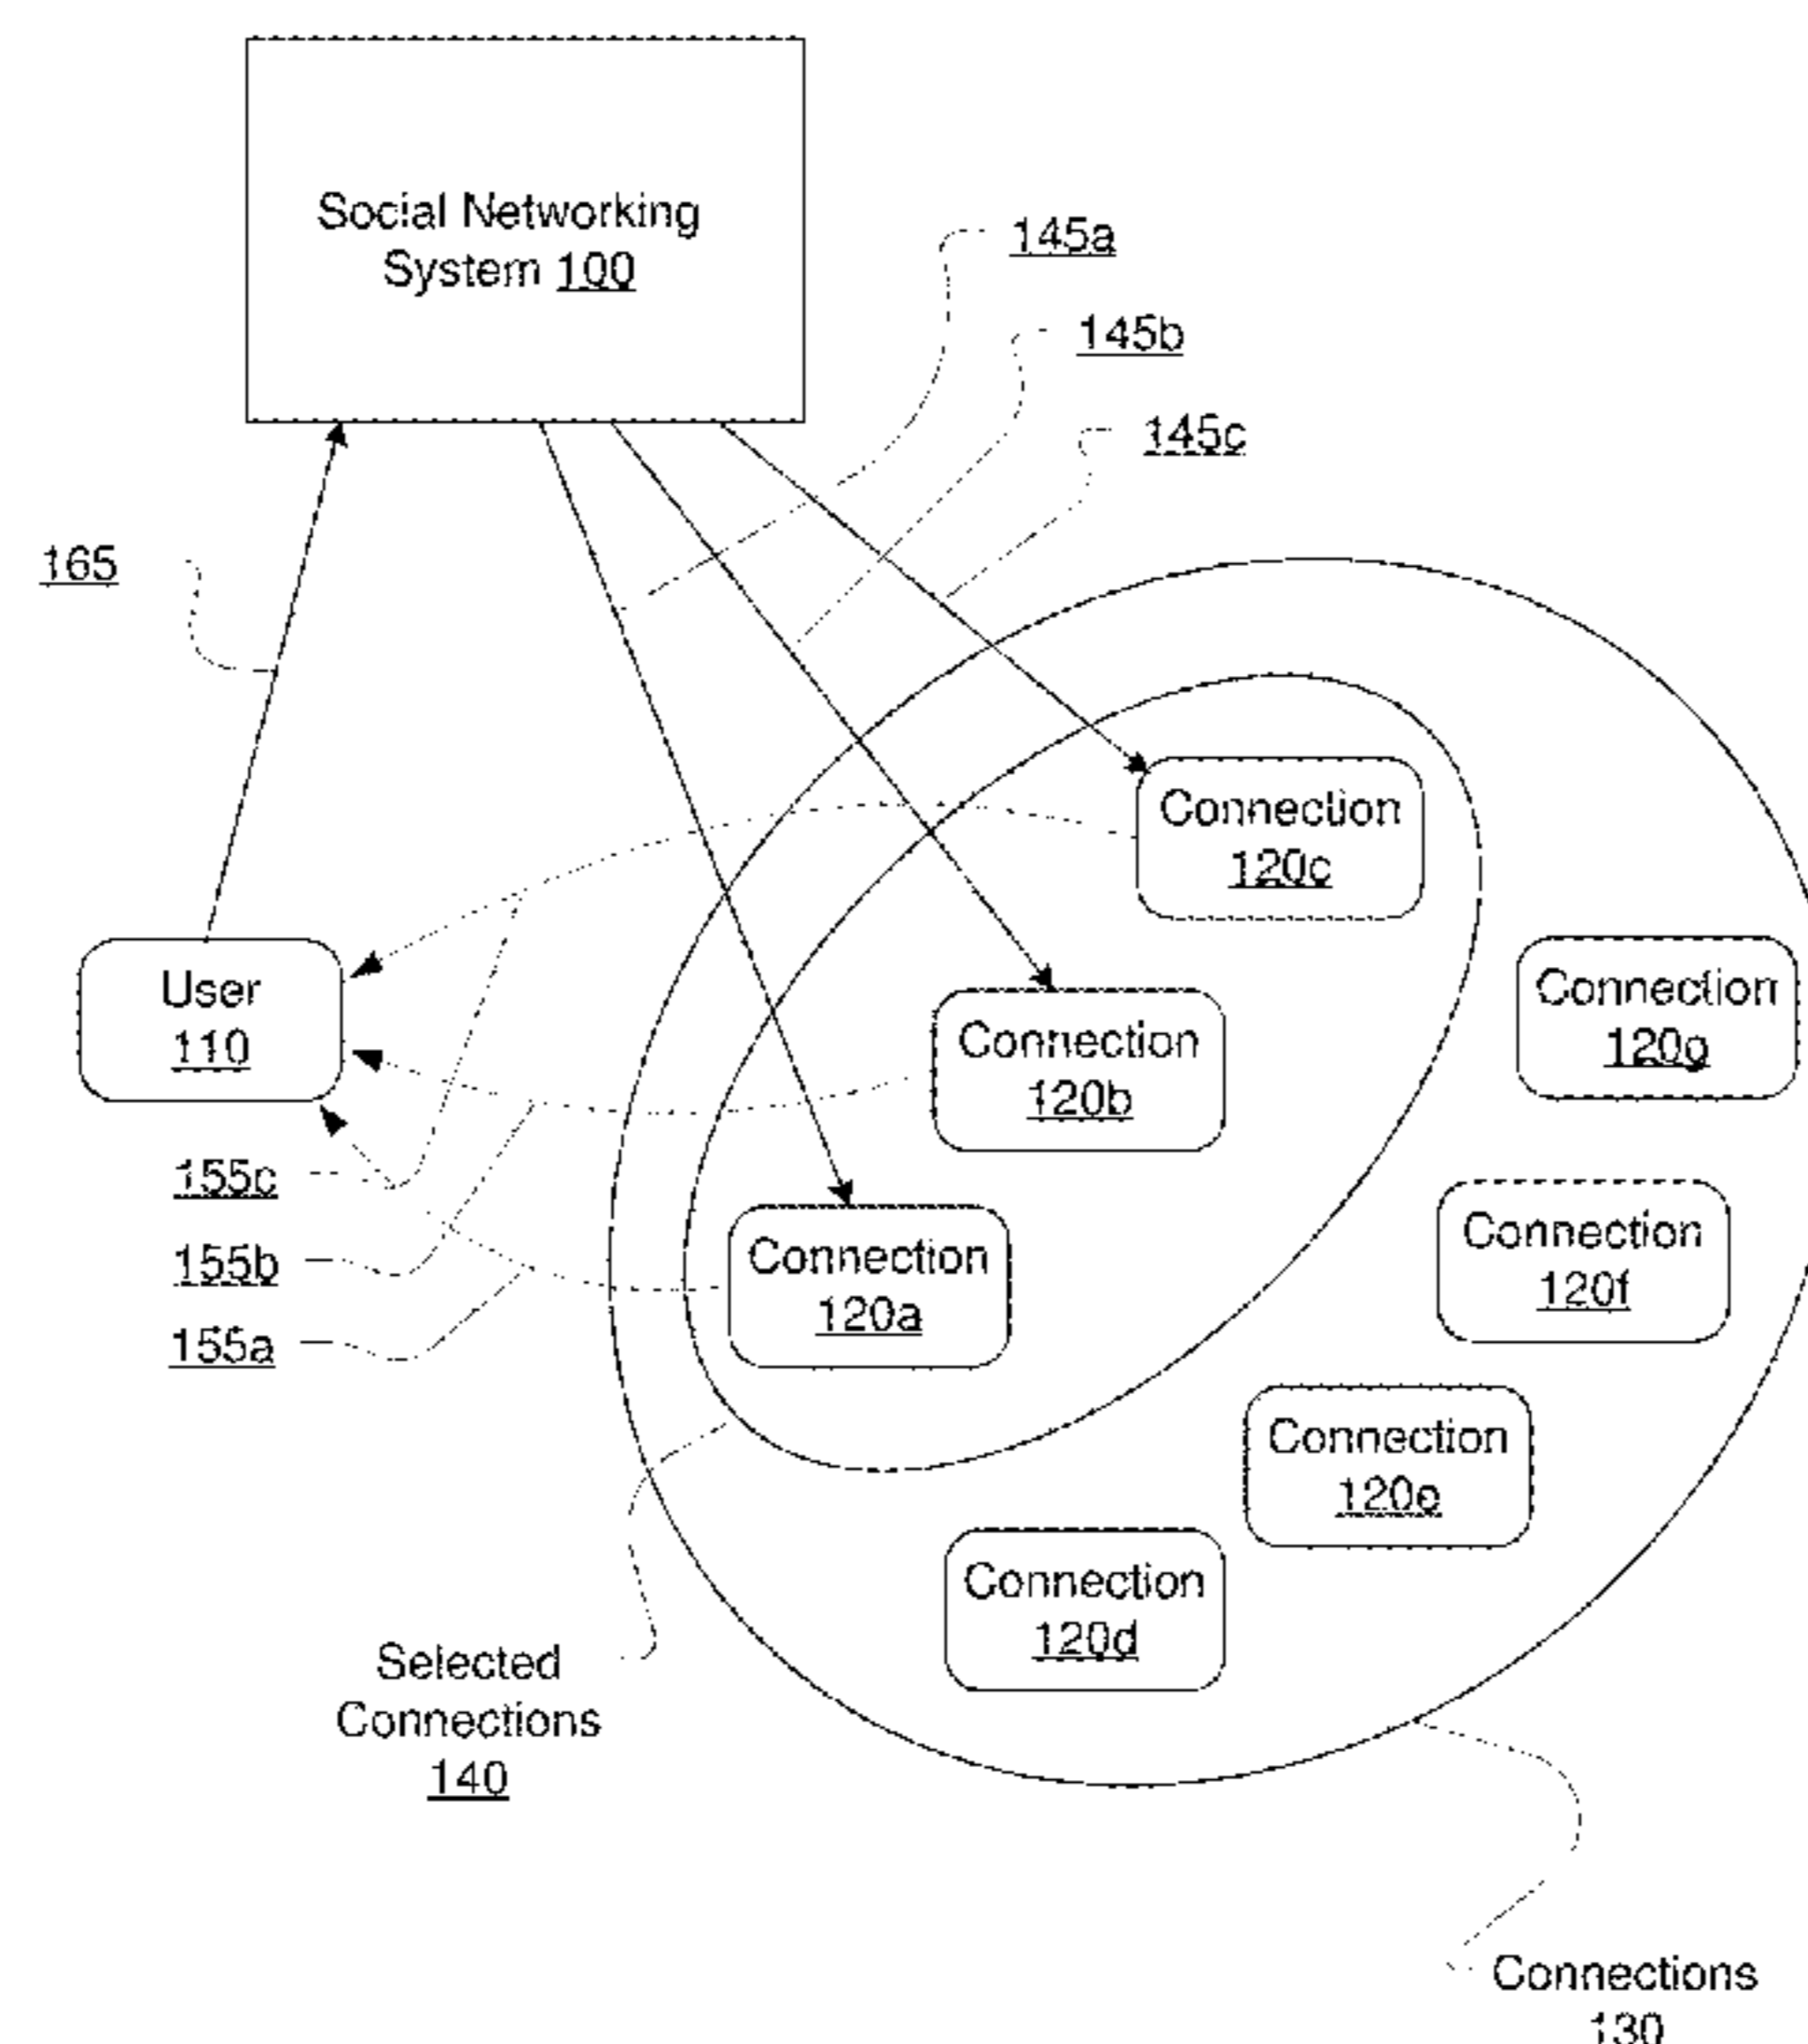 Social Networking
System 100
145a
145b
145c
165
Connection
120c
User
110
Connection
120g
Connection
120b
155c
Connection
120f
155b
Connection
120a
155a
Connection
120e
Connection
120d
Selected
Connections
140
Connections
130